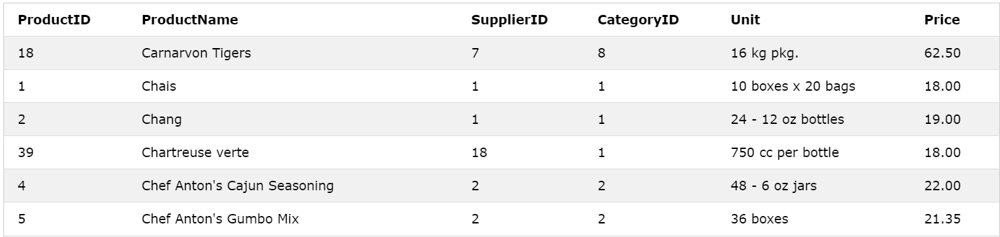 ProductID ProductName SupplierID CategoryID Unit Price
18 Carnarvon Tigers 7 8 16 kg pkg. 62.50
1 Chais 1 1 10 boxes x 20 bags 18.00
2 Chang 1 1 24 - 12 oz bottles 19.00
39 Chartreuse verte 18 1 750 cc per bottle 18.00
4 Chef Anton's Cajun Seasoning 2 2 48 - 6 oz jars 22.00
5 Chef Anton's Gumbo Mix 2 2 36 boxes 21.35